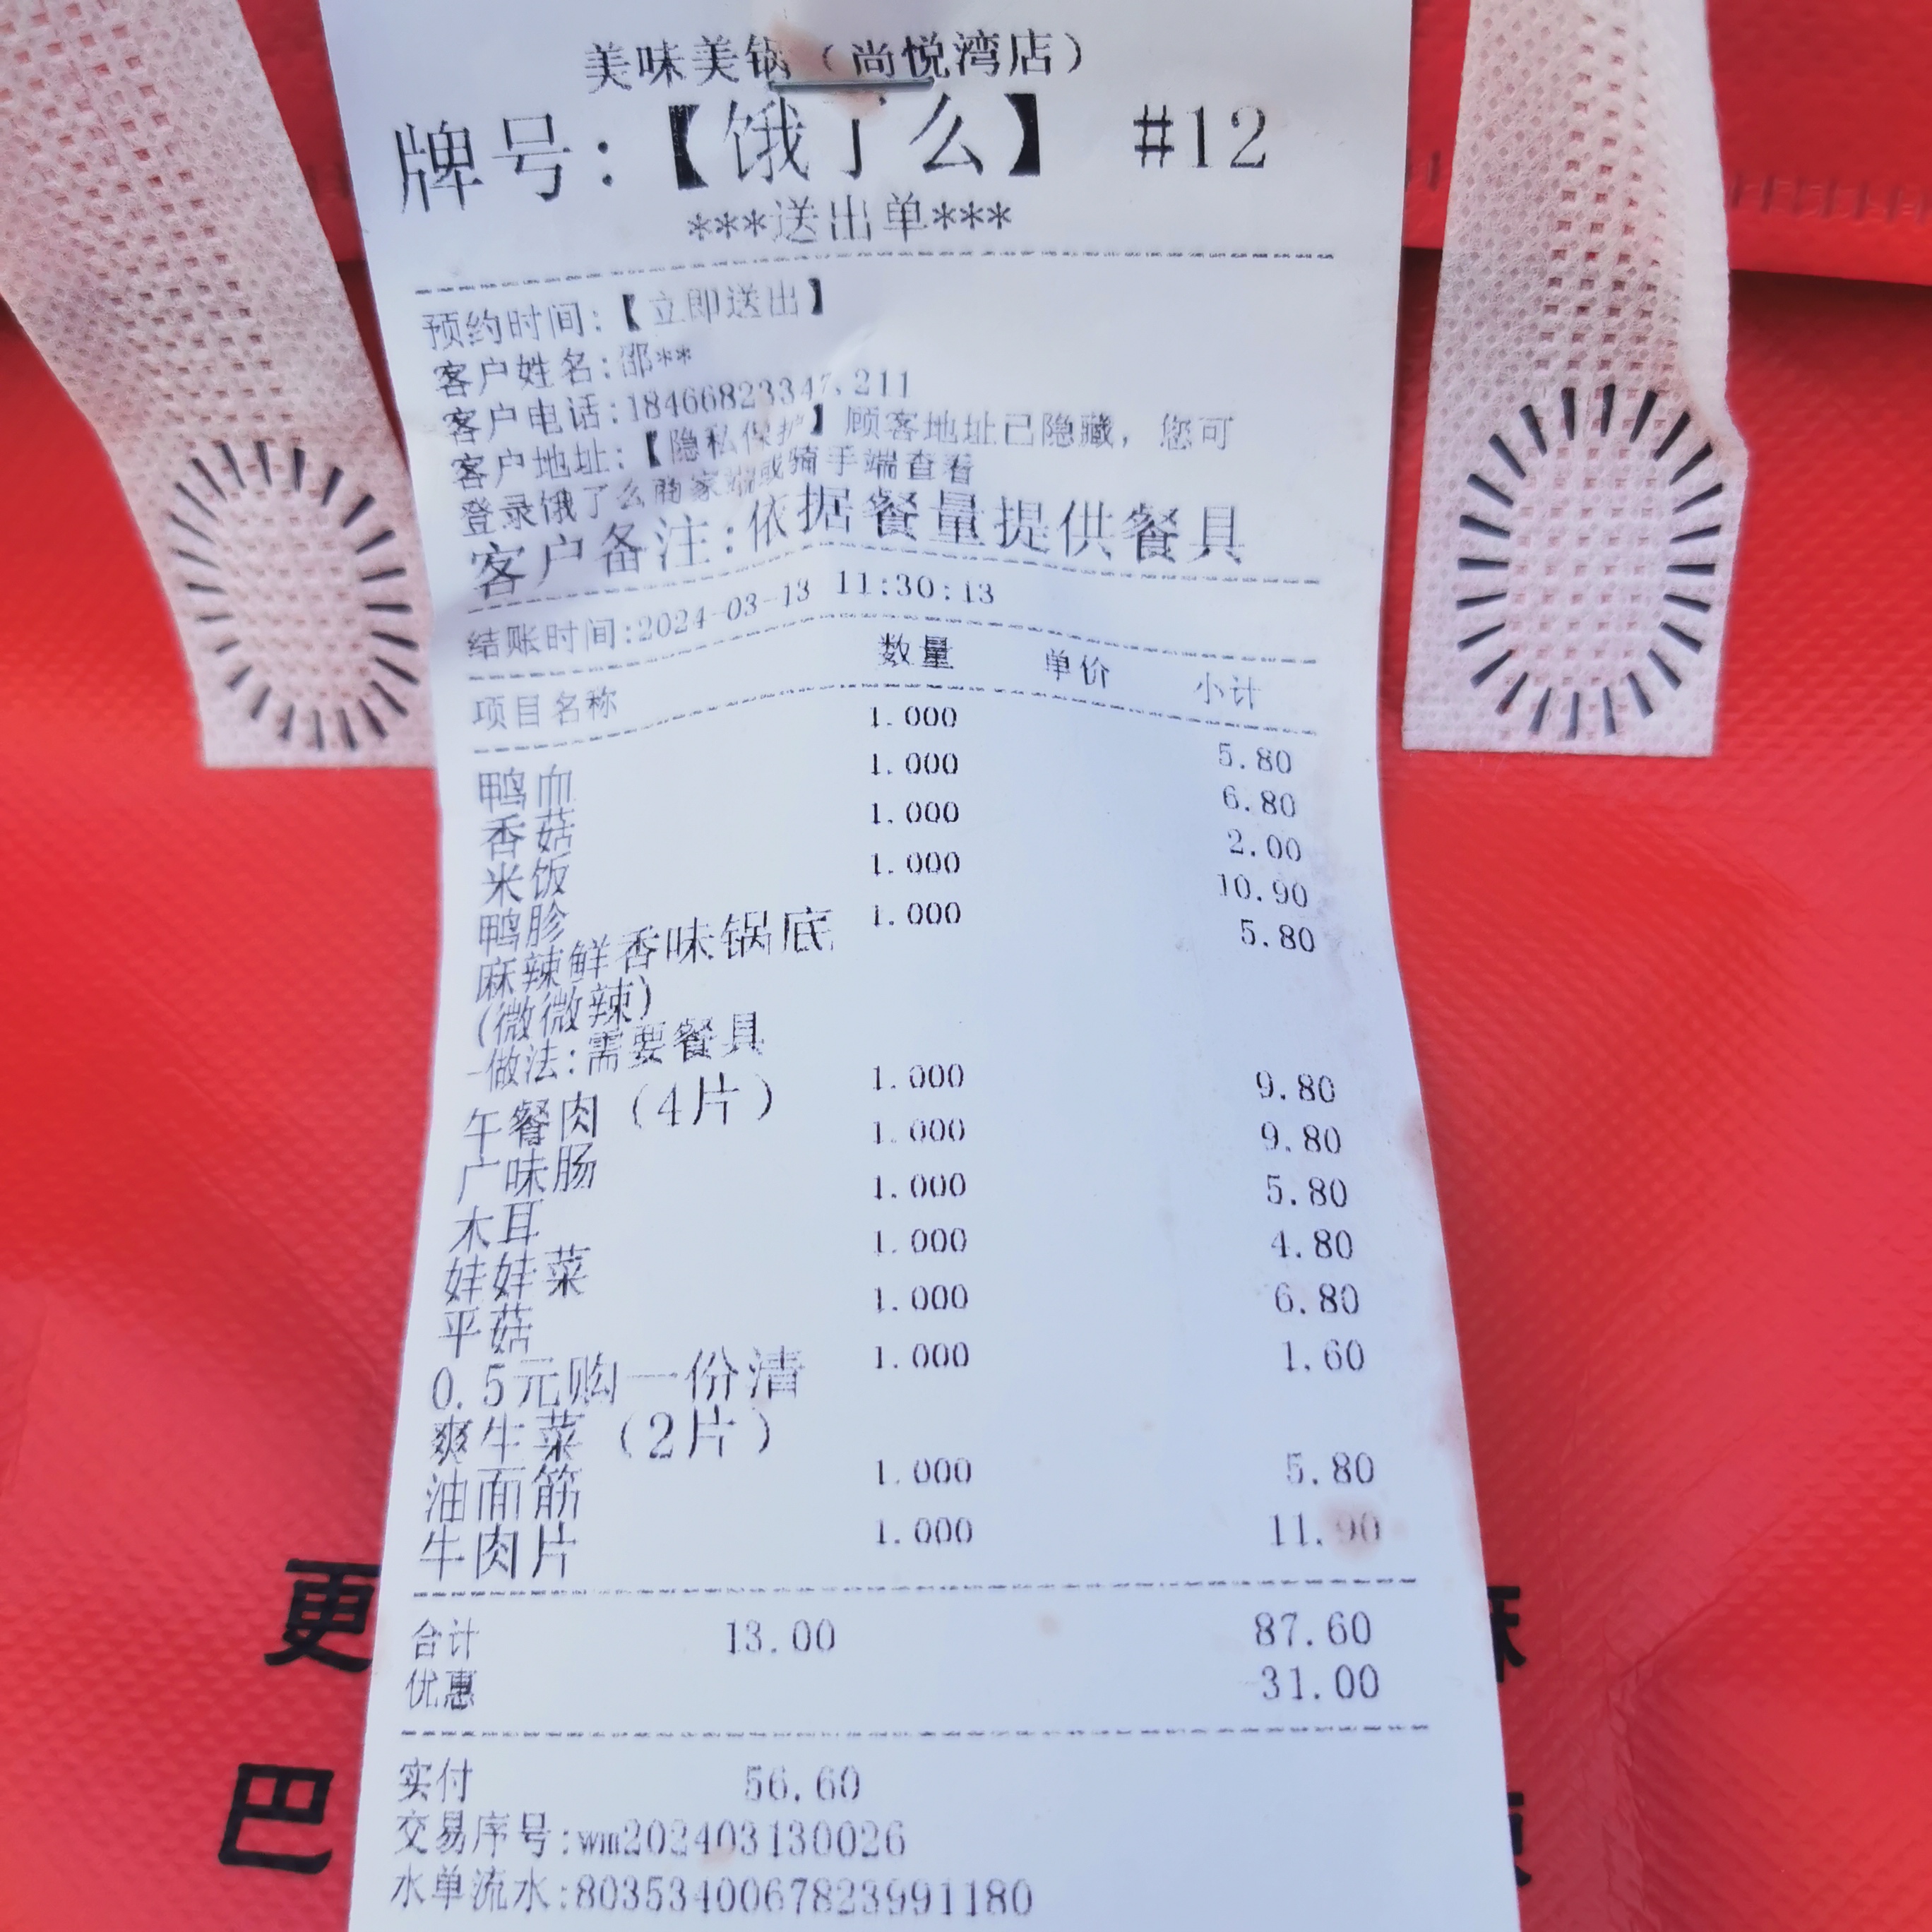 美味美锅（尚悦湾店）
牌号:【饿了么】 #12
***送出单***
预约时间:【立即送出】
客户姓名:邵**
客户电话:18466823347,211
客户地址:【隐私保护】顾客地址已隐藏，您可
登录饿了么商家端或骑手端查看
客户备注:依据餐量提供餐具
结账时间:2024-03-13 11:30:13
项目名称 数量 单价 小计
鸭血 1.000 5.80
香菇 1.000 6.80
米饭 1.000 2.00
鸭胗 1.000 10.90
麻辣鲜香味锅底 1.000 5.80
(微微辣)
-做法:需要餐具
午餐肉（4片） 1.000 9.80
广味肠 1.000 9.80
木耳 1.000 5.80
娃娃菜 1.000 4.80
平菇 1.000 6.80
0.5元购一份清 1.000 1.60
爽生菜（2片）
油面筋 1.000 5.80
牛肉片 1.000 11.90
合计 13.00 87.60
优惠 31.00
实付 56.60
交易序号:wm202403130026
水单流水:8035340067823991180
更
巴